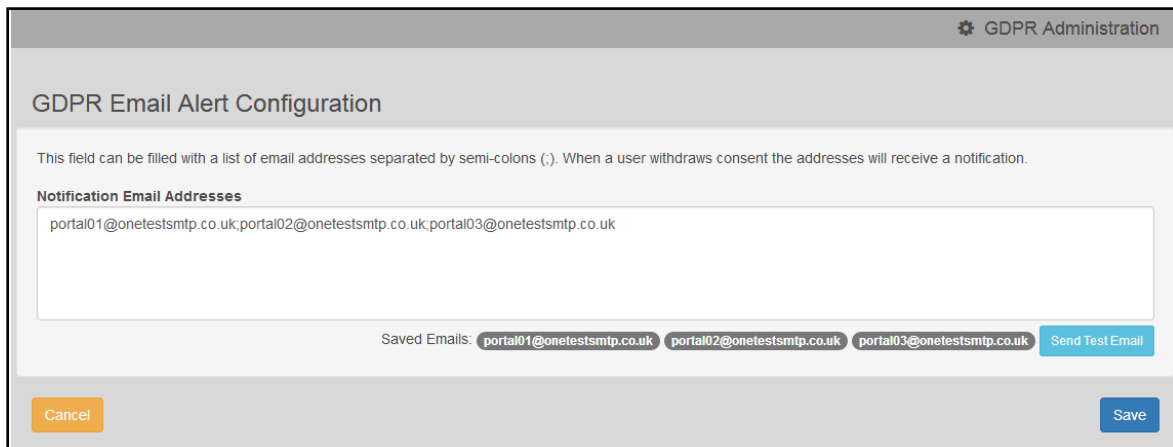 GDPR Administration
GDPR Email Alert Configuration
This field can be filled with a list of email addresses separated by semi-colons (;). When a user withdraws consent the addresses will receive a notification.
Notification Email Addresses
portal01@onetestsmtp.co.uk;portal02@onetestsmtp.co.uk;portal03@onetestsmtp.co.uk
Saved Emails: portal01@onetestsmtp.co.uk portal02@onetestsmtp.co.uk portal03@onetestsmtp.co.uk Send Test Email
Cancel Save